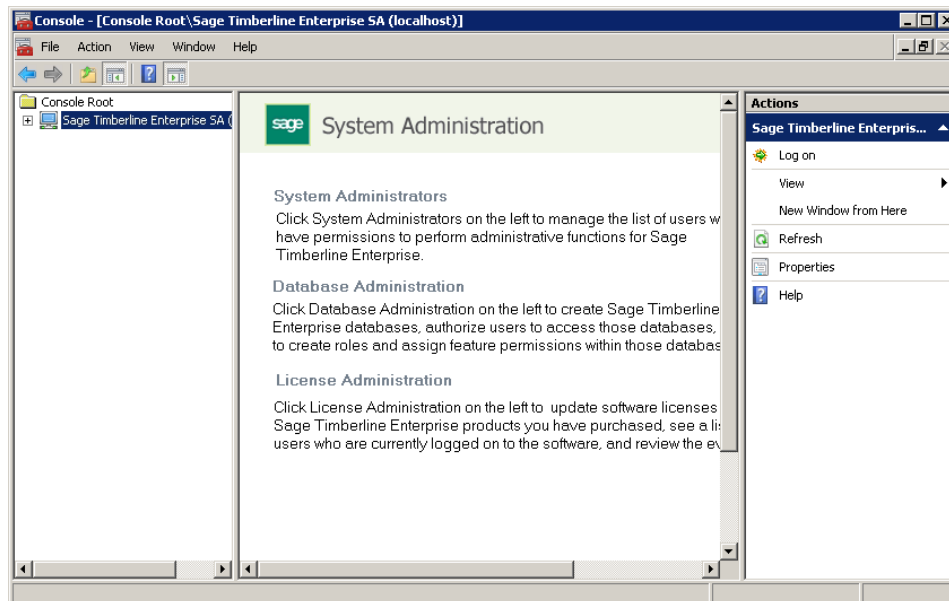 Console - [Console Root\Sage Timberline Enterprise SA (localhost)]
File Action View Window Help
Console Root
Sage Timberline Enterprise SA (
sage System Administration
System Administrators
Click System Administrators on the left to manage the list of users w
have permissions to perform administrative functions for Sage
Timberline Enterprise.
Database Administration
Click Database Administration on the left to create Sage Timberline
Enterprise databases, authorize users to access those databases,
to create roles and assign feature permissions within those databas
License Administration
Click License Administration on the left to update software licenses
Sage Timberline Enterprise products you have purchased, see a li
users who are currently logged on to the software, and review the ev
Actions
Sage Timberline Enterpris...
Log on
View
New Window from Here
Refresh
Properties
Help